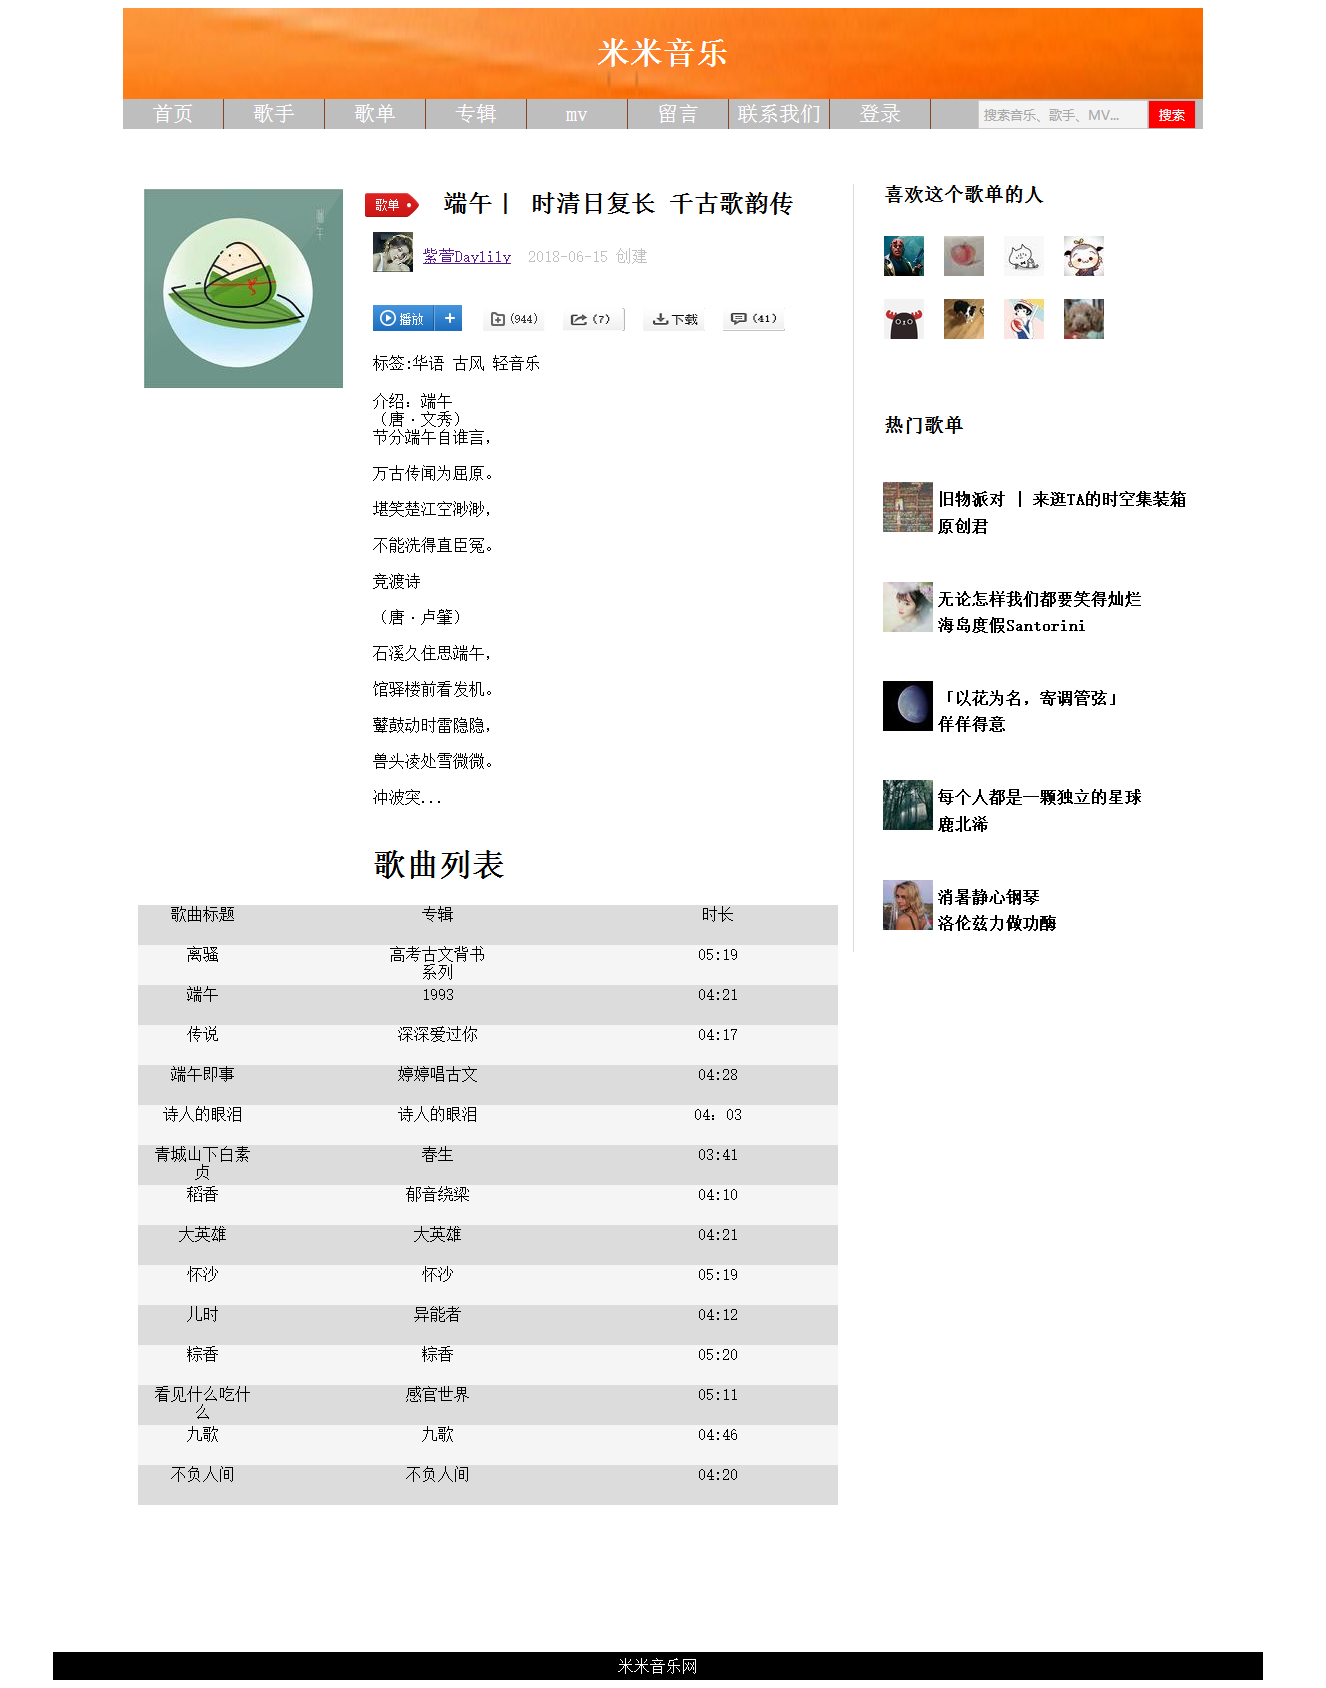 米米音乐
首页 歌手 歌单 专辑 mv 留言 联系我们 登录 搜索音乐、歌手、MV... 搜索
端午
歌单 端午丨 时清日复长 千古歌韵传
紫萱Daylily 2018-06-15 创建
播放 + (944) (7) 下载 (41)
标签:华语 古风 轻音乐
介绍：端午
（唐·文秀）
节分端午自谁言，
万古传闻为屈原。
堪笑楚江空渺渺，
不能洗得直臣冤。
竞渡诗
（唐·卢肇）
石溪久住思端午，
馆驿楼前看发机。
鼙鼓动时雷隐隐，
兽头凌处雪微微。
冲波突...
歌曲列表
歌曲标题 专辑 时长
离骚 高考古文背书系列 05:19
端午 1993 04:21
传说 深深爱过你 04:17
端午即事 婷婷唱古文 04:28
诗人的眼泪 诗人的眼泪 04：03
青城山下白素贞 春生 03:41
稻香 郁音绕梁 04:10
大英雄 大英雄 04:21
怀沙 怀沙 05:19
儿时 异能者 04:12
粽香 粽香 05:20
看见什么吃什么 感官世界 05:11
九歌 九歌 04:46
不负人间 不负人间 04:20
喜欢这个歌单的人
热门歌单
旧物派对 | 来逛TA的时空集装箱
原创君
无论怎样我们都要笑得灿烂
海岛度假Santorini
「以花为名，寄调管弦」
佯佯得意
每个人都是一颗独立的星球
鹿北浠
消暑静心钢琴
洛伦兹力做功酶
米米音乐网